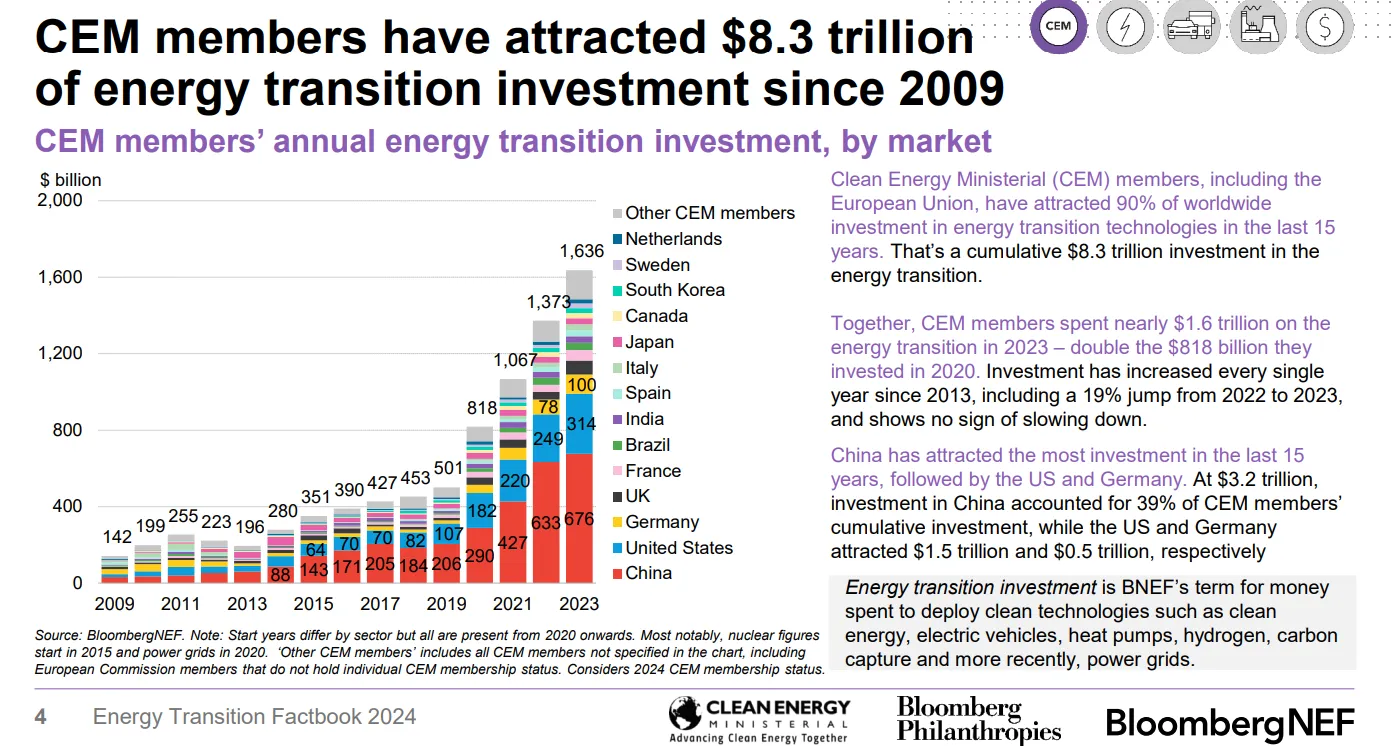 CEM members have attracted $8.3 trillion
of energy transition investment since 2009
CEM
$
CEM members’ annual energy transition investment, by market
$ billion
2,000
1,600
1,200
800
400
0
142
199
255
223
196
280
351
390
427
453
501
818
1,067
1,373
1,636
64
70
70
82
107
182
220
249
314
78
100
88
143
171
205
184
206
290
427
633
676
2009
2011
2013
2015
2017
2019
2021
2023
Other CEM members
Netherlands
Sweden
South Korea
Canada
Japan
Italy
Spain
India
Brazil
France
UK
Germany
United States
China
Source: BloombergNEF. Note: Start years differ by sector but all are present from 2020 onwards. Most notably, nuclear figures
start in 2015 and power grids in 2020. ‘Other CEM members’ includes all CEM members not specified in the chart, including
European Commission members that do not hold individual CEM membership status. Considers 2024 CEM membership status.
Clean Energy Ministerial (CEM) members, including the
European Union, have attracted 90% of worldwide
investment in energy transition technologies in the last 15
years. That’s a cumulative $8.3 trillion investment in the
energy transition.
Together, CEM members spent nearly $1.6 trillion on the
energy transition in 2023 – double the $818 billion they
invested in 2020. Investment has increased every single
year since 2013, including a 19% jump from 2022 to 2023,
and shows no sign of slowing down.
China has attracted the most investment in the last 15
years, followed by the US and Germany. At $3.2 trillion,
investment in China accounted for 39% of CEM members’
cumulative investment, while the US and Germany
attracted $1.5 trillion and $0.5 trillion, respectively
Energy transition investment is BNEF’s term for money
spent to deploy clean technologies such as clean
energy, electric vehicles, heat pumps, hydrogen, carbon
capture and more recently, power grids.
4 Energy Transition Factbook 2024
CLEAN ENERGY
MINISTERIAL
Advancing Clean Energy Together
Bloomberg
Philanthropies
BloombergNEF